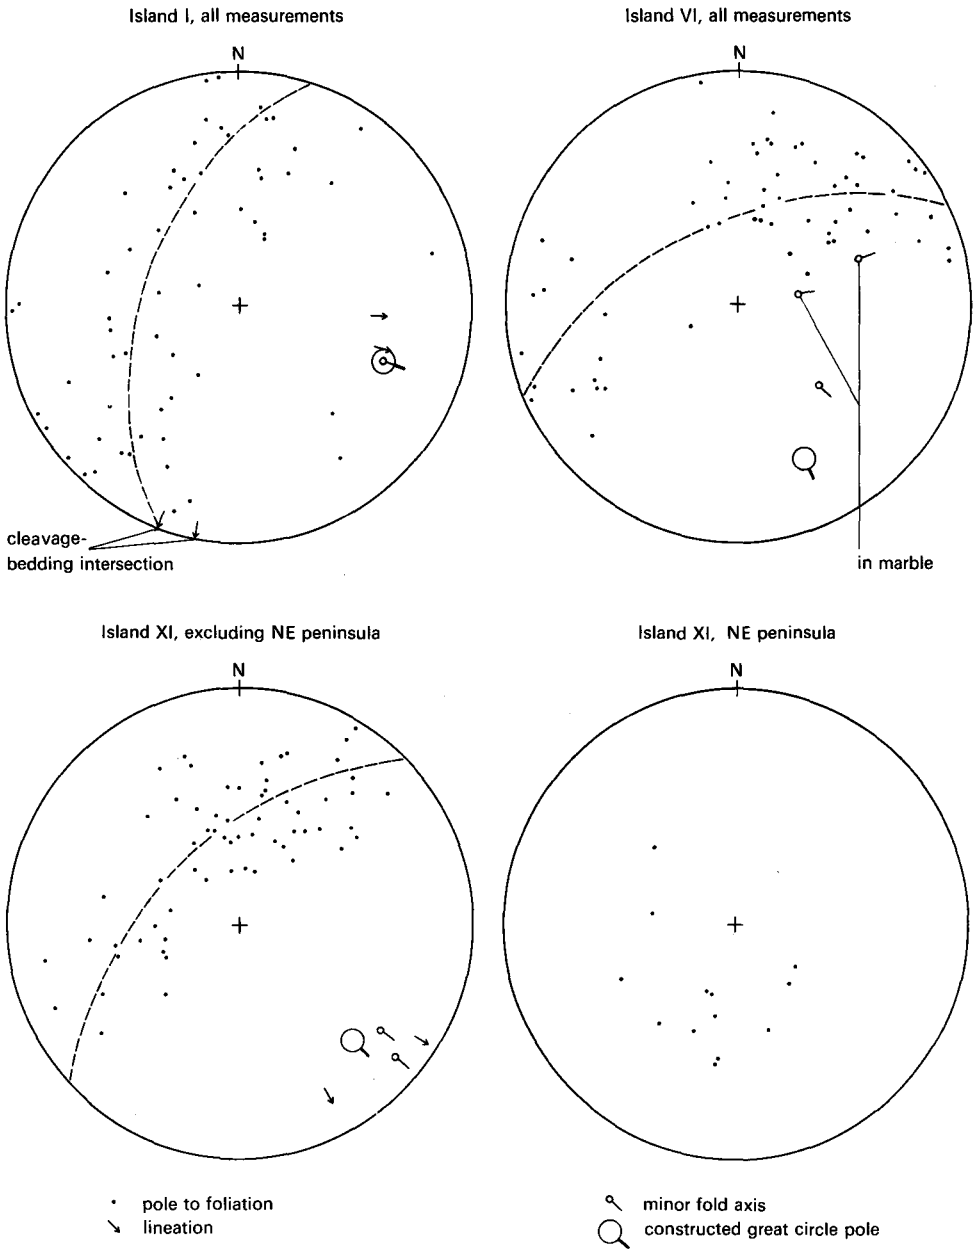 Island I, all measurements
Island VI, all measurements
N
N
cleavage-
bedding intersection
in marble
Island XI, excluding NE peninsula
Island XI, NE peninsula
N
N
pole to foliation
lineation
minor fold axis
constructed great circle pole